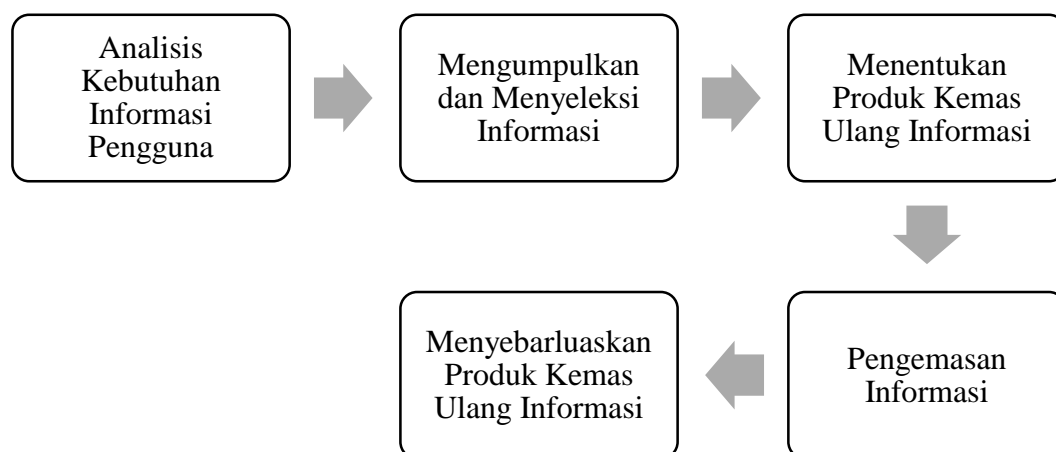 Analisis
Kebutuhan
Informasi
Pengguna
Mengumpulkan
dan Menyeleksi
Informasi
Menentukan
Produk Kemas
Ulang Informasi
Pengemasan
Informasi
Menyebarluaskan
Produk Kemas
Ulang Informasi